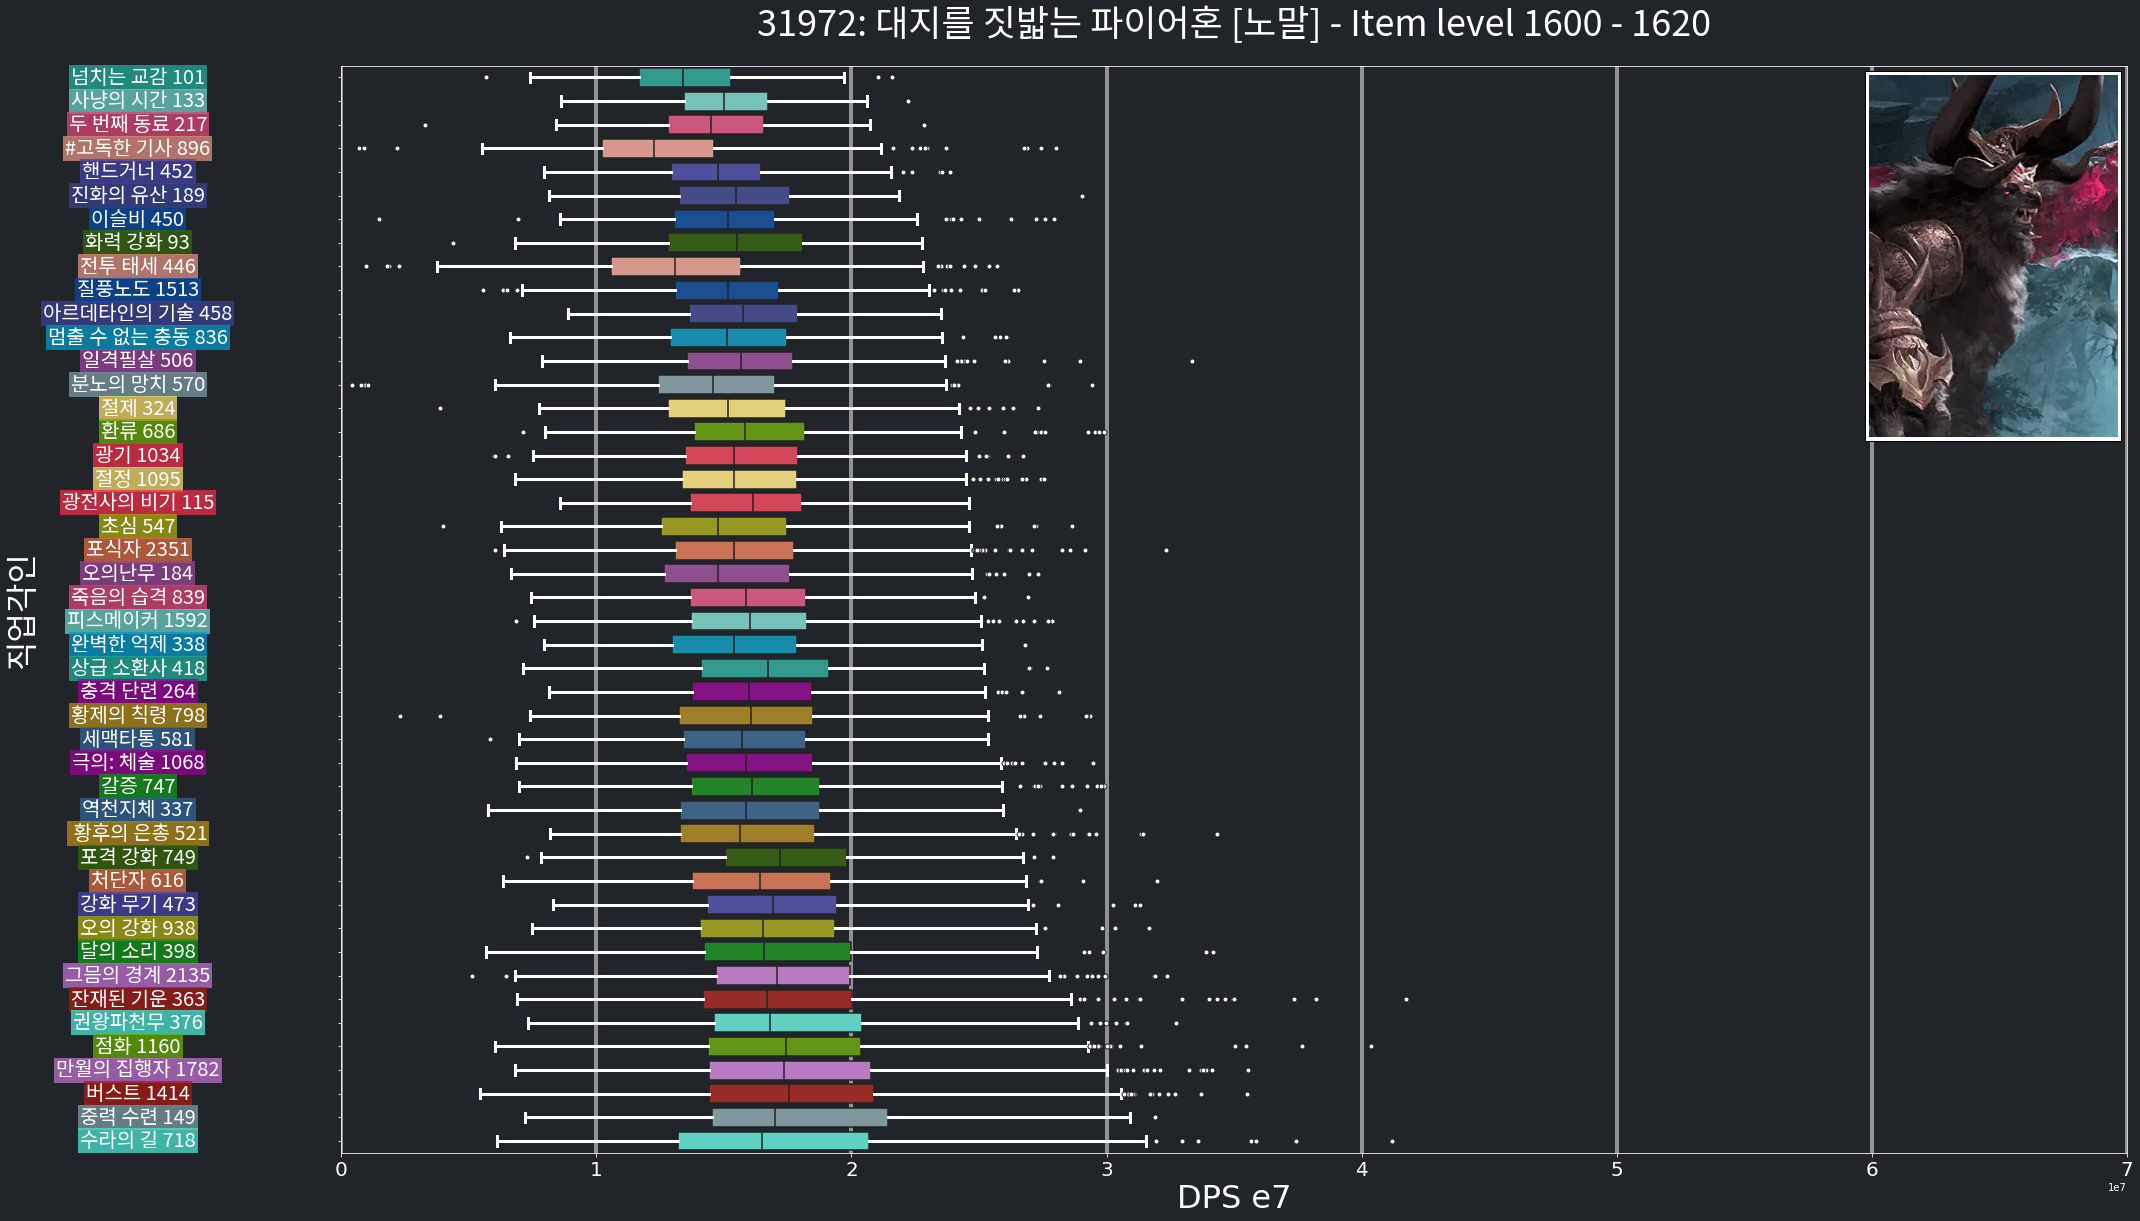 31972: 대지를 짓밟는 파이어혼 [노말] - Item level 1600 - 1620
넘치는 교감 101
사냥의 시간 133
두 번째 동료 217
#고독한 기사 896
핸드거너 452
진화의 유산 189
이슬비 450
화력 강화 93
전투 태세 446
질풍노도 1513
아르데타인의 기술 458
멈출 수 없는 충동 836
일격필살 506
분노의 망치 570
절제 324
환류 686
광기 1034
절정 1095
광전사의 비기 115
초심 547
포식자 2351
오의난무 184
죽음의 습격 839
피스메이커 1592
완벽한 억제 338
상급 소환사 418
충격 단련 264
황제의 칙령 798
세맥타통 581
극의: 체술 1068
갈증 747
역천지체 337
황후의 은총 521
포격 강화 749
처단자 616
강화 무기 473
오의 강화 938
달의 소리 398
그믐의 경계 2135
잔재된 기운 363
권왕파천무 376
점화 1160
만월의 집행자 1782
버스트 1414
중력 수련 149
수라의 길 718
직업각인
0 1 2 3 4 5 6 7
1e7
DPS e7